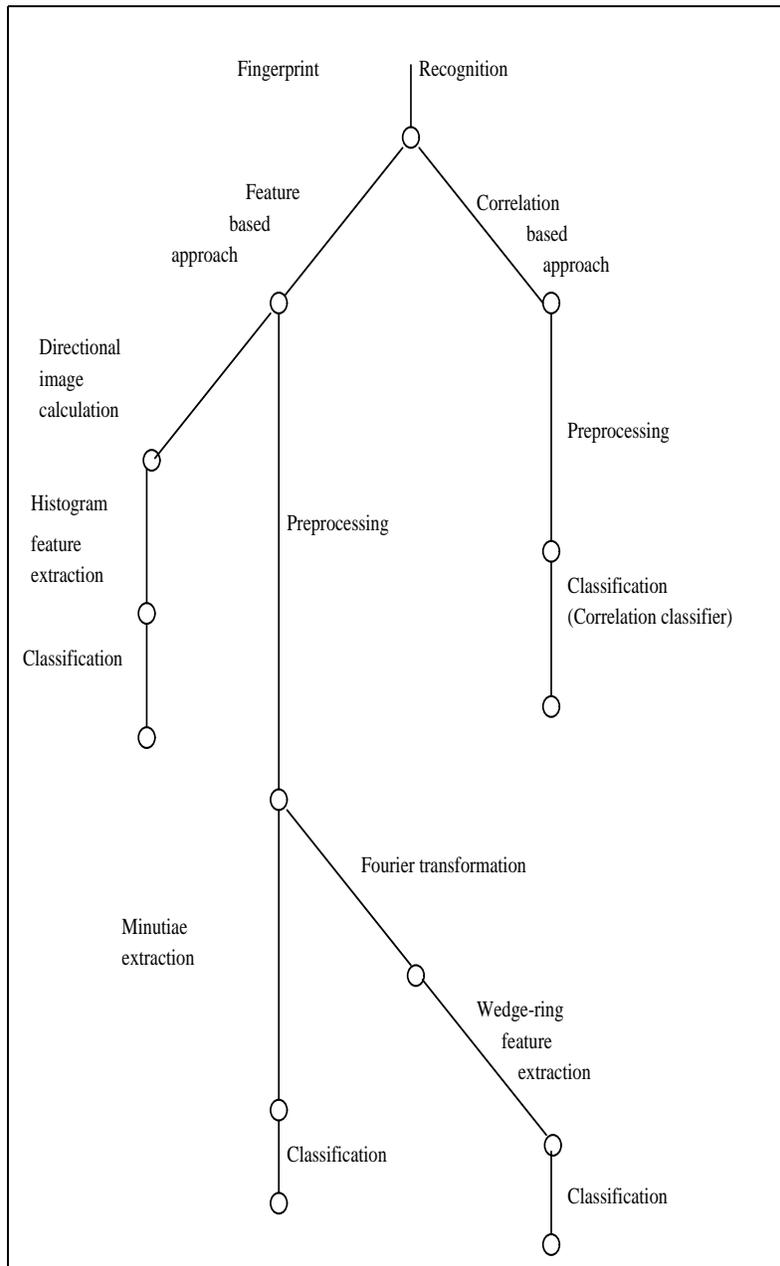 Fingerprint Recognition
Feature
based
approach
Correlation
based
approach
Directional
image
calculation
Preprocessing
Histogram
feature
extraction
Preprocessing
Classification
(Correlation classifier)
Classification
Fourier transformation
Minutiae
extraction
Wedge-ring
feature
extraction
Classification
Classification